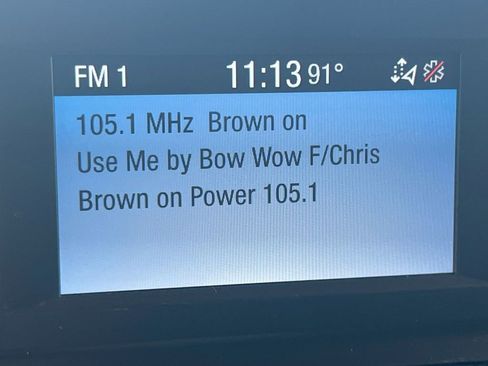 FM 1 11:13 91°
105.1 MHz Brown on
Use Me by Bow Wow F/Chris
Brown on Power 105.1